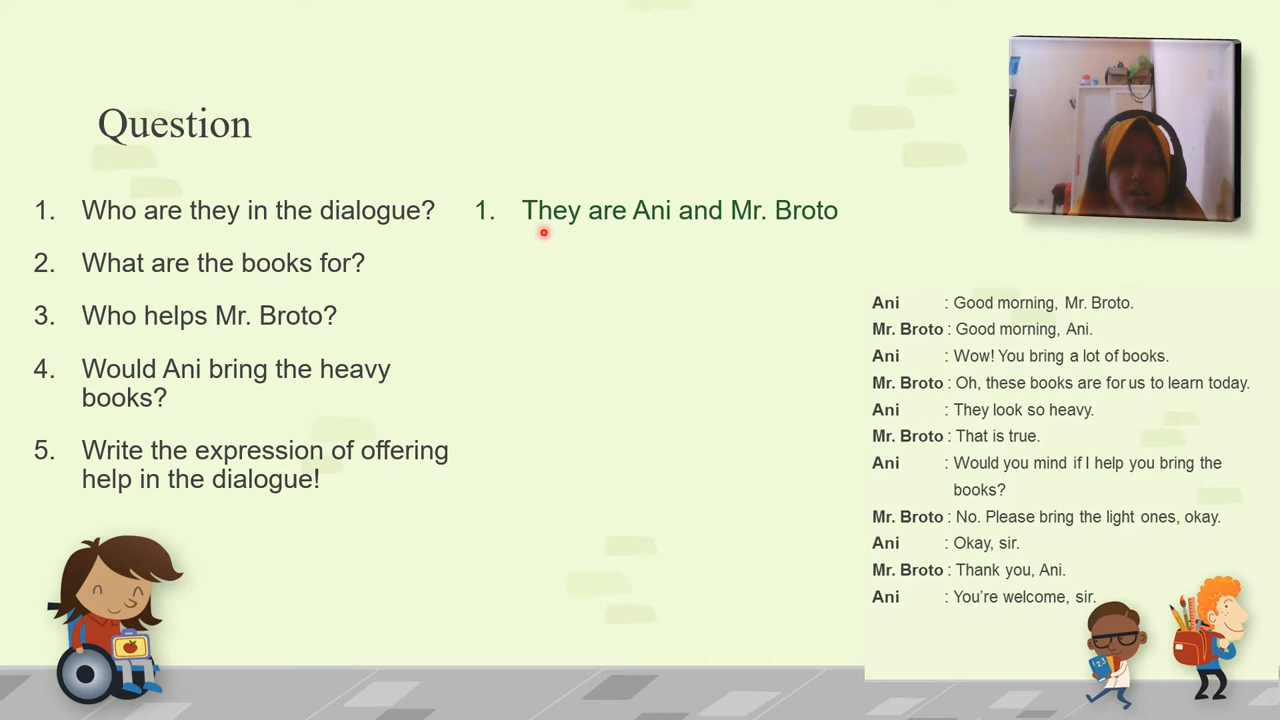 Question
1. Who are they in the dialogue?
2. What are the books for?
3. Who helps Mr. Broto?
4. Would Ani bring the heavy
books?
5. Write the expression of offering
help in the dialogue!
1. They are Ani and Mr. Broto
Ani : Good morning, Mr. Broto.
Mr. Broto : Good morning, Ani.
Ani : Wow! You bring a lot of books.
Mr. Broto : Oh, these books are for us to learn today.
Ani : They look so heavy.
Mr. Broto : That is true.
Ani : Would you mind if I help you bring the
books?
Mr. Broto : No. Please bring the light ones, okay.
Ani : Okay, sir.
Mr. Broto : Thank you, Ani.
Ani : You’re welcome, sir.
1 2 3